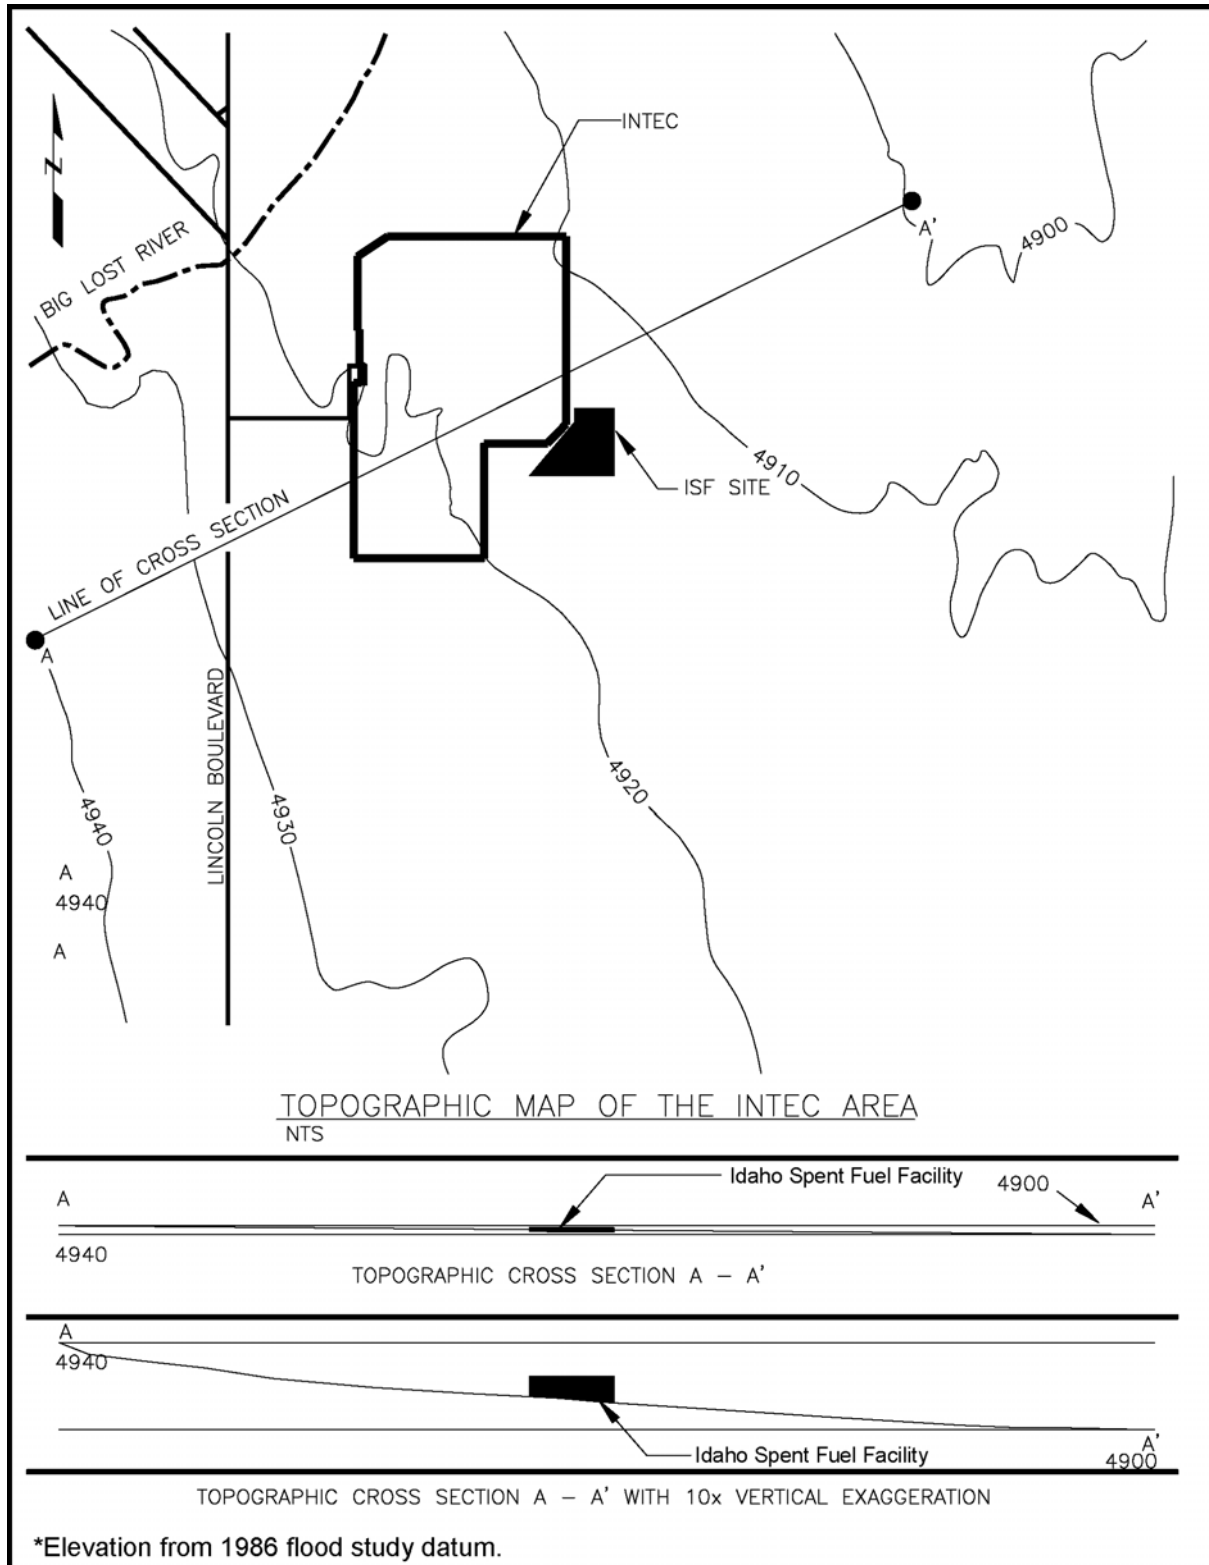 INTEC
N
BIG LOST RIVER
A'
4900
4910
ISF SITE
LINE OF CROSS SECTION
A
LINCOLN BOULEVARD
4920
4940
4930
A
4940
A
TOPOGRAPHIC MAP OF THE INTEC AREA
NTS
Idaho Spent Fuel Facility
4900
A
A'
4940
TOPOGRAPHIC CROSS SECTION A – A'
A
4940
Idaho Spent Fuel Facility
A'
4900
TOPOGRAPHIC CROSS SECTION A – A' WITH 10x VERTICAL EXAGGERATION
*Elevation from 1986 flood study datum.